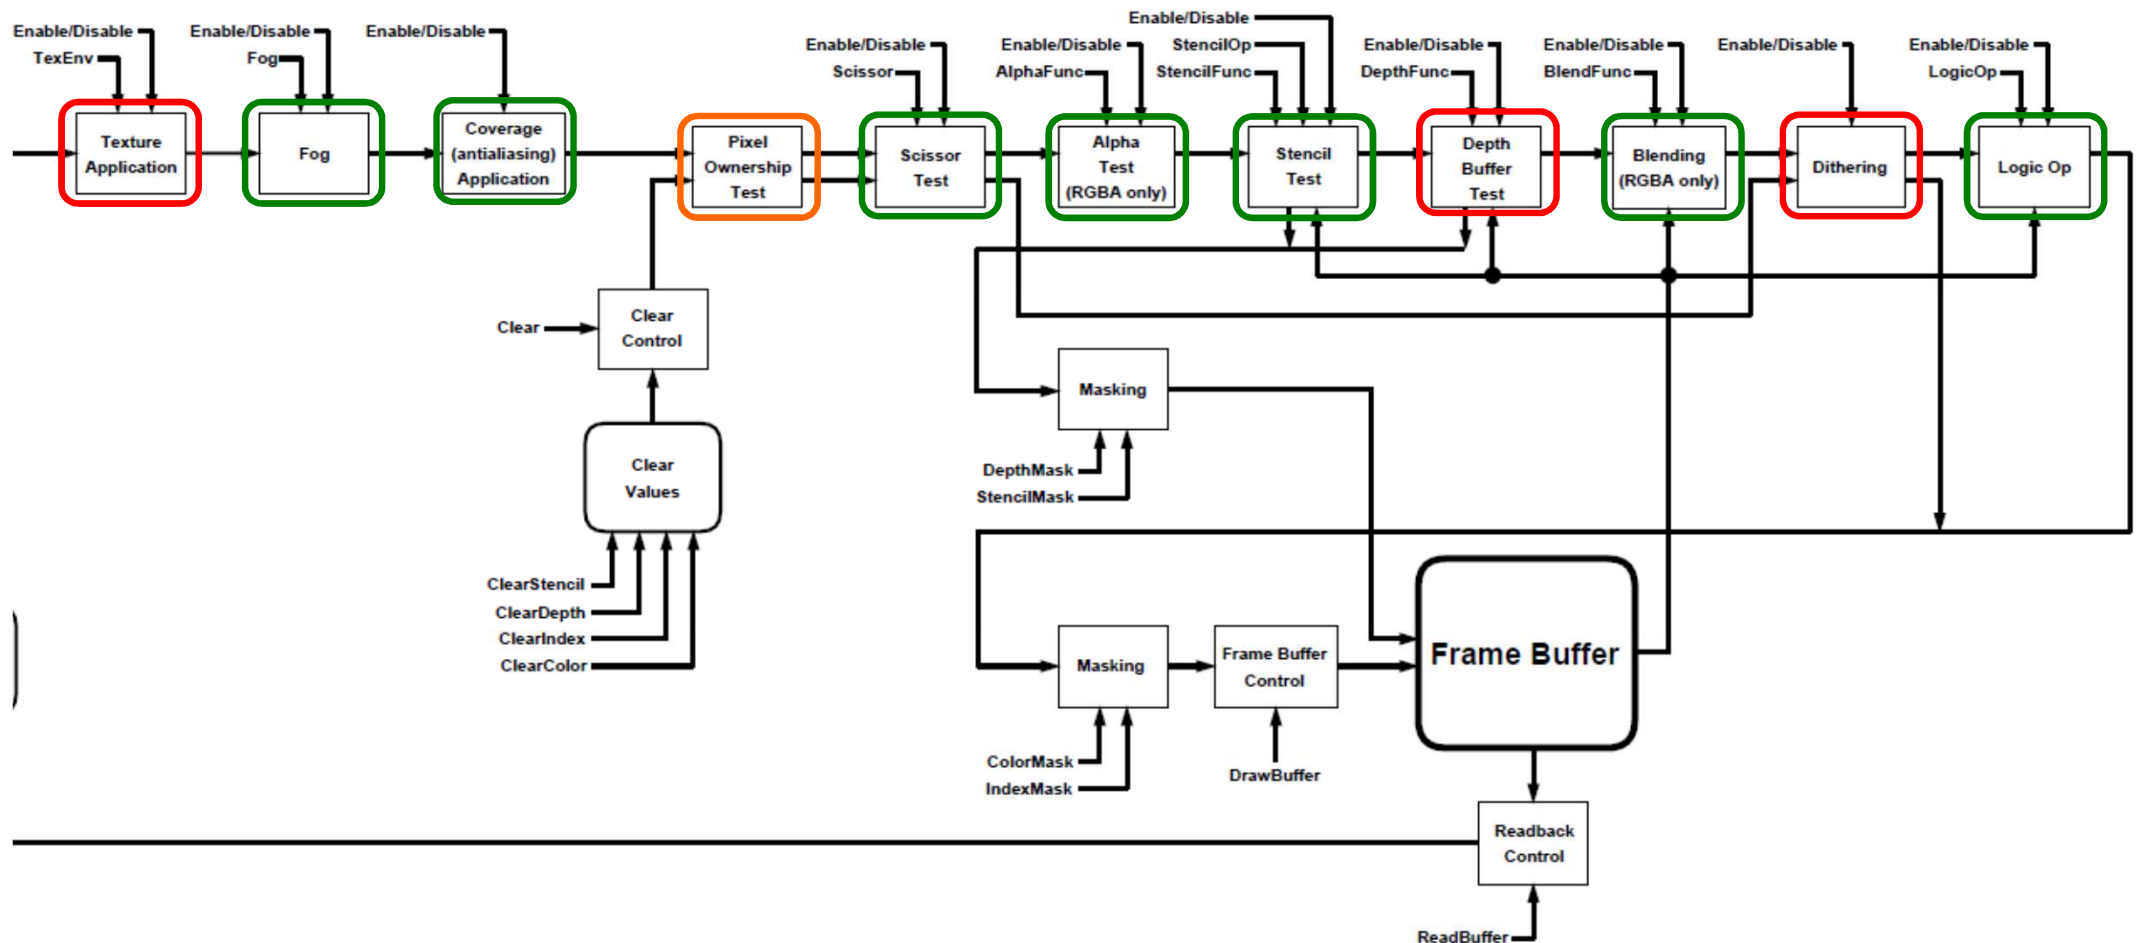 Enable/Disable
TexEnv
Texture
Application
Enable/Disable
Fog
Fog
Enable/Disable
Coverage
(antialiasing)
Application
Pixel
Ownership
Test
Enable/Disable
Scissor
Scissor
Test
Enable/Disable
AlphaFunc
Alpha
Test
(RGBA only)
Enable/Disable
StencilOp
StencilFunc
Stencil
Test
Enable/Disable
DepthFunc
Depth
Buffer
Test
Enable/Disable
BlendFunc
Blending
(RGBA only)
Enable/Disable
Dithering
Enable/Disable
LogicOp
Logic Op
Clear
Clear
Control
Clear
Values
ClearStencil
ClearDepth
ClearIndex
ClearColor
Masking
DepthMask
StencilMask
Masking
ColorMask
IndexMask
Frame Buffer
Control
DrawBuffer
Frame Buffer
Readback
Control
ReadBuffer